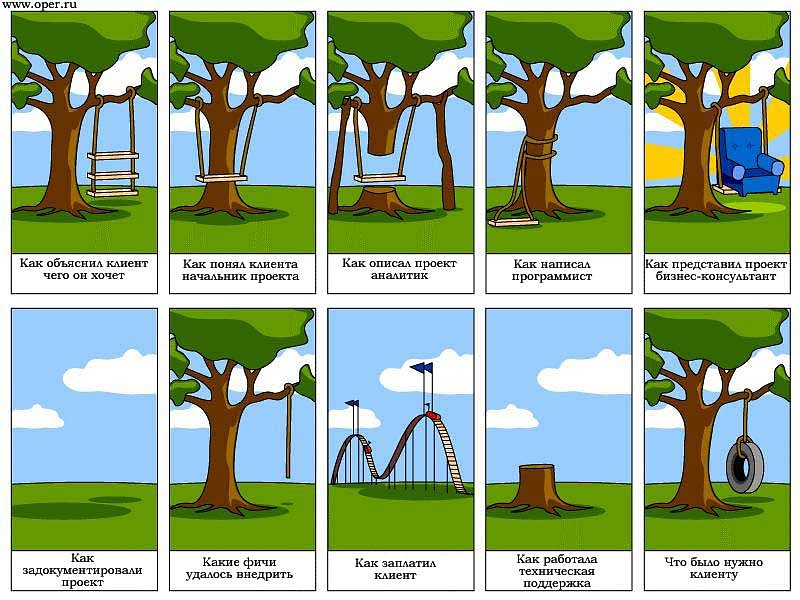 www.oper.ru
Как объяснил клиент
чего он хочет
Как понял клиента
начальник проекта
Как описал проект
аналитик
Как написал
программист
Как представил проект
бизнес-консультант
Как
задокументировали
проект
Какие фичи
удалось внедрить
Как заплатил
клиент
Как работала
техническая
поддержка
Что было нужно
клиенту